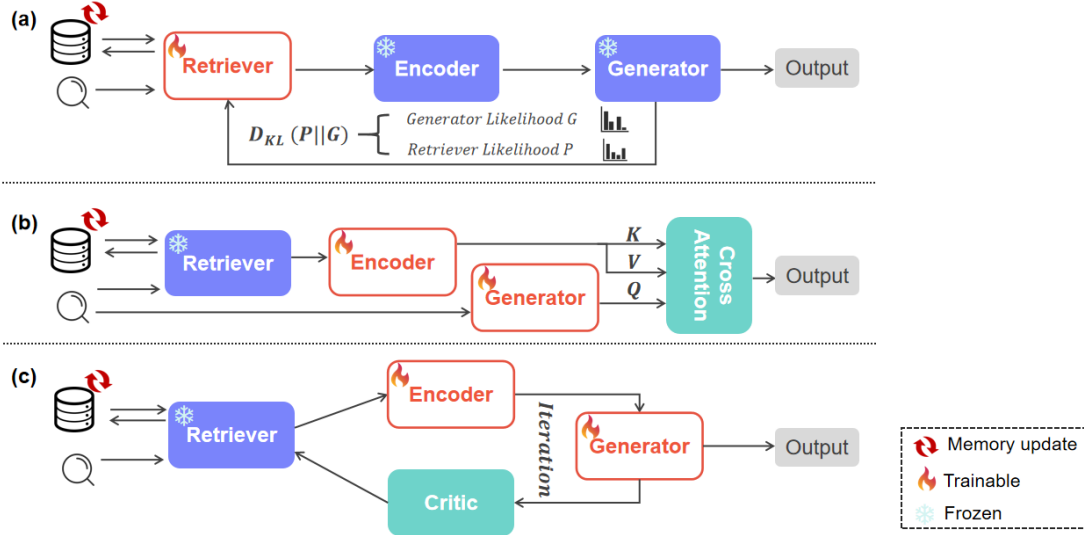 (a)
Retriever
Encoder
Generator
Output
D_KL (P||G)
Generator Likelihood G
Retriever Likelihood P
(b)
Retriever
Encoder
Generator
K
V
Q
Cross
Attention
Output
(c)
Retriever
Encoder
Iteration
Generator
Critic
Output
Memory update
Trainable
Frozen